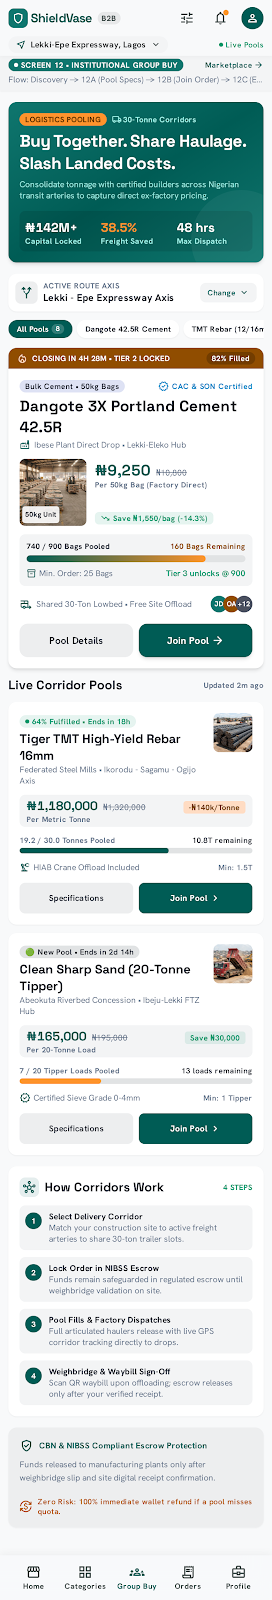 ShieldVase B2B
Lekki-Epe Expressway, Lagos
Live Pools
SCREEN 12 • INSTITUTIONAL GROUP BUY
Marketplace →
Flow: Discovery → 12A (Pool Specs) → 12B (Join Order) → 12C (E...
LOGISTICS POOLING
30-Tonne Corridors
Buy Together. Share Haulage.
Slash Landed Costs.
Consolidate tonnage with certified builders across Nigerian
transit arteries to capture direct ex-factory pricing.
₦142M+ 38.5% 48 hrs
Capital Locked Freight Saved Max Dispatch
ACTIVE ROUTE AXIS
Lekki - Epe Expressway Axis
Change
All Pools 8
Dangote 42.5R Cement
TMT Rebar (12/16m
CLOSING IN 4H 28M • TIER 2 LOCKED
82% Filled
Bulk Cement • 50kg Bags
CAC & SON Certified
Dangote 3X Portland Cement
42.5R
Ibese Plant Direct Drop • Lekki-Eleko Hub
50kg Unit
₦9,250 ₦10,800
Per 50kg Bag (Factory Direct)
Save ₦1,550/bag (-14.3%)
740 / 900 Bags Pooled
160 Bags Remaining
Min. Order: 25 Bags
Tier 3 unlocks @ 900
Shared 30-Ton Lowbed • Free Site Offload
JD OA +12
Pool Details
Join Pool →
Live Corridor Pools
Updated 2m ago
64% Fulfilled • Ends in 18h
Tiger TMT High-Yield Rebar
16mm
Federated Steel Mills • Ikorodu - Sagamu - Ogijo
Axis
₦1,180,000 ₦1,320,000
Per Metric Tonne
-₦140k/Tonne
19.2 / 30.0 Tonnes Pooled
10.8T remaining
HIAB Crane Offload Included
Min: 1.5T
Specifications
Join Pool
New Pool • Ends in 2d 14h
Clean Sharp Sand (20-Tonne
Tipper)
Abeokuta Riverbed Concession • Ibeju-Lekki FTZ
Hub
₦165,000 ₦195,000
Per 20-Tonne Load
Save ₦30,000
7 / 20 Tipper Loads Pooled
13 loads remaining
Certified Sieve Grade 0-4mm
Min: 1 Tipper
Specifications
Join Pool
How Corridors Work
4 STEPS
1 Select Delivery Corridor
Match your construction site to active freight
arteries to share 30-ton trailer slots.
2 Lock Order in NIBSS Escrow
Funds remain safeguarded in regulated escrow until
weighbridge validation on site.
3 Pool Fills & Factory Dispatches
Full articulated haulers release with live GPS
corridor tracking directly to drops.
4 Weighbridge & Waybill Sign-Off
Scan QR waybill upon offloading; escrow releases
only after your verified receipt.
CBN & NIBSS Compliant Escrow Protection
Funds released to manufacturing plants only after
weighbridge slip and site digital receipt confirmation.
Zero Risk: 100% immediate wallet refund if a pool misses
quota.
Home Categories Group Buy Orders Profile